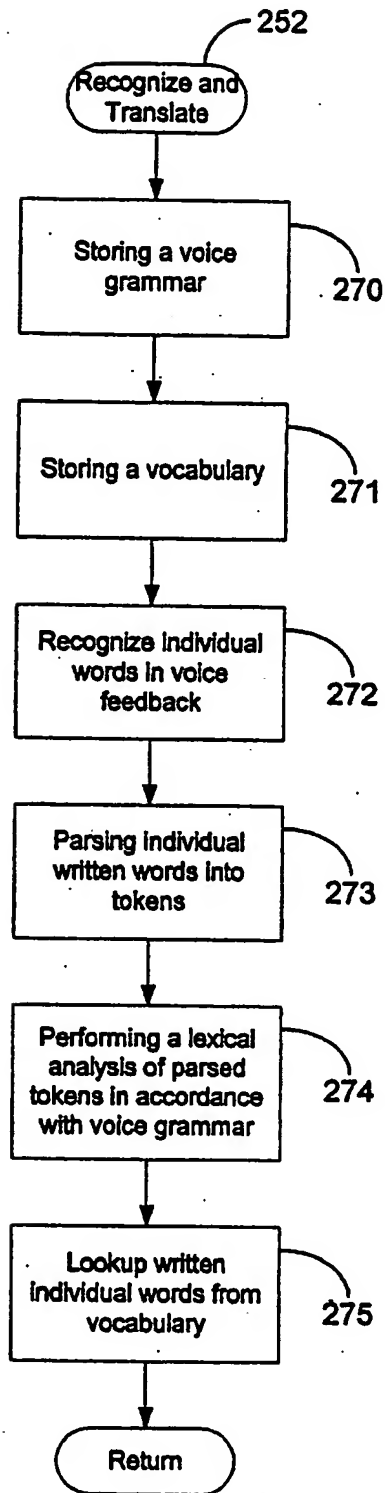 252
Recognize and
Translate
Storing a voice
grammar
270
Storing a vocabulary
271
Recognize individual
words in voice
feedback
272
Parsing individual
written words into
tokens
273
Performing a lexical
analysis of parsed
tokens in accordance
with voice grammar
274
Lookup written
individual words from
vocabulary
275
Return